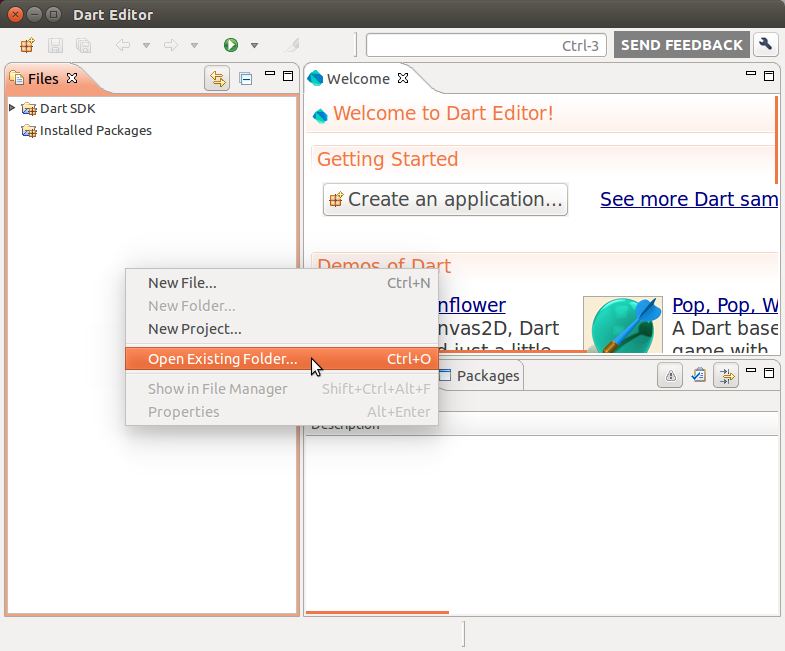 Dart Editor
Ctrl-3
SEND FEEDBACK
Files
Welcome
Dart SDK
Installed Packages
Welcome to Dart Editor!
Getting Started
Create an application...
See more Dart sam
Demos of Dart
nflower
nvas2D, Dart
d just a little
Pop, Pop, W
A Dart base
game with
New File... Ctrl+N
New Folder...
New Project...
Open Existing Folder... Ctrl+O
Show in File Manager Shift+Ctrl+Alt+F
Properties Alt+Enter
Packages
Description